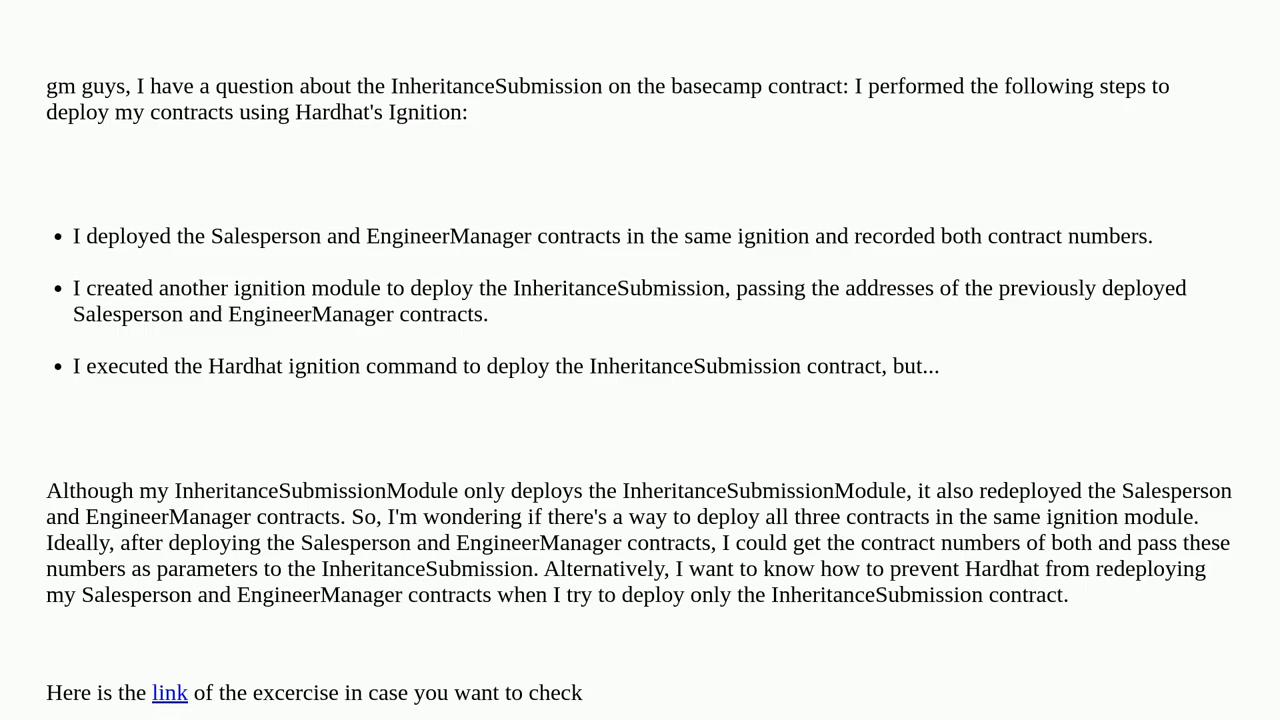 gm guys, I have a question about the InheritanceSubmission on the basecamp contract: I performed the following steps to
deploy my contracts using Hardhat's Ignition:
• I deployed the Salesperson and EngineerManager contracts in the same ignition and recorded both contract numbers.
• I created another ignition module to deploy the InheritanceSubmission, passing the addresses of the previously deployed
Salesperson and EngineerManager contracts.
• I executed the Hardhat ignition command to deploy the InheritanceSubmission contract, but...
Although my InheritanceSubmissionModule only deploys the InheritanceSubmissionModule, it also redeployed the Salesperson
and EngineerManager contracts. So, I'm wondering if there's a way to deploy all three contracts in the same ignition module.
Ideally, after deploying the Salesperson and EngineerManager contracts, I could get the contract numbers of both and pass these
numbers as parameters to the InheritanceSubmission. Alternatively, I want to know how to prevent Hardhat from redeploying
my Salesperson and EngineerManager contracts when I try to deploy only the InheritanceSubmission contract.
Here is the link of the excercise in case you want to check